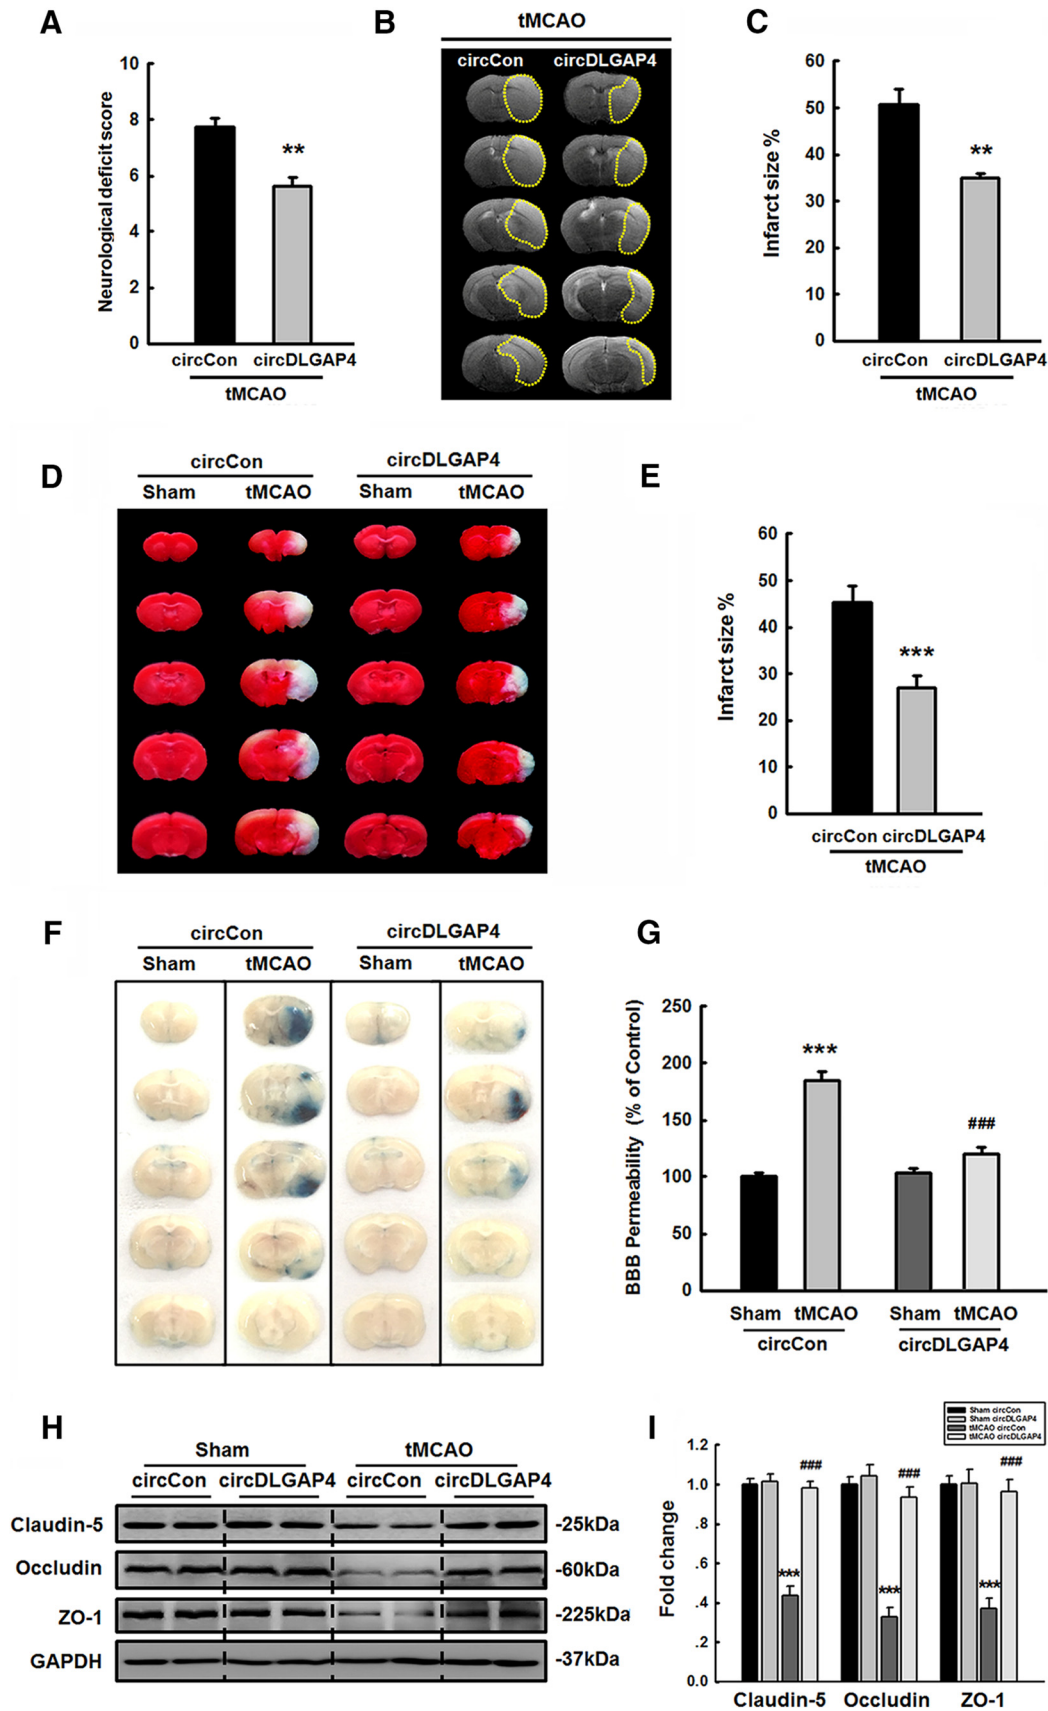 A
Neurological deficit score
10
8
6
4
2
0
**
circCon circDLGAP4
tMCAO
B
tMCAO
circCon circDLGAP4
C
Infarct size %
60
50
40
30
20
10
0
**
circCon circDLGAP4
tMCAO
D
circCon circDLGAP4
Sham tMCAO Sham tMCAO
E
Infarct size %
60
50
40
30
20
10
0
***
circCon circDLGAP4
tMCAO
F
circCon circDLGAP4
Sham tMCAO Sham tMCAO
G
BBB Permeability (% of Control)
250
200
150
100
50
0
***
###
Sham tMCAO Sham tMCAO
circCon circDLGAP4
H
Sham tMCAO
circCon circDLGAP4 circCon circDLGAP4
Claudin-5 -25kDa
Occludin -60kDa
ZO-1 -225kDa
GAPDH -37kDa
I
Sham circCon
Sham circDLGAP4
tMCAO circCon
tMCAO circDLGAP4
Fold change
1.2
1.0
.8
.6
.4
.2
0.0
### ### ###
*** *** ***
Claudin-5 Occludin ZO-1